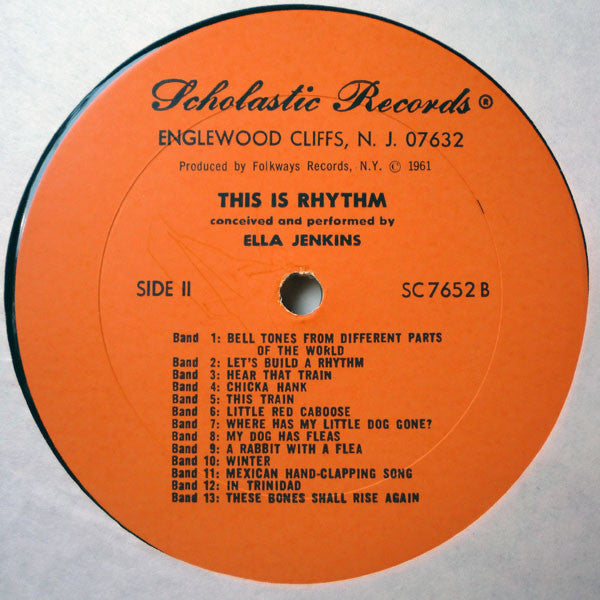 Scholastic Records ®
ENGLEWOOD CLIFFS, N. J. 07632
Produced by Folkways Records, N.Y. © 1961
THIS IS RHYTHM
conceived and performed by
ELLA JENKINS
SIDE II
SC 7652 B
Band 1: BELL TONES FROM DIFFERENT PARTS
OF THE WORLD
Band 2: LET'S BUILD A RHYTHM
Band 3: HEAR THAT TRAIN
Band 4: CHICKA HANK
Band 5: THIS TRAIN
Band 6: LITTLE RED CABOOSE
Band 7: WHERE HAS MY LITTLE DOG GONE?
Band 8: MY DOG HAS FLEAS
Band 9: A RABBIT WITH A FLEA
Band 10: WINTER
Band 11: MEXICAN HAND-CLAPPING SONG
Band 12: IN TRINIDAD
Band 13: THESE BONES SHALL RISE AGAIN